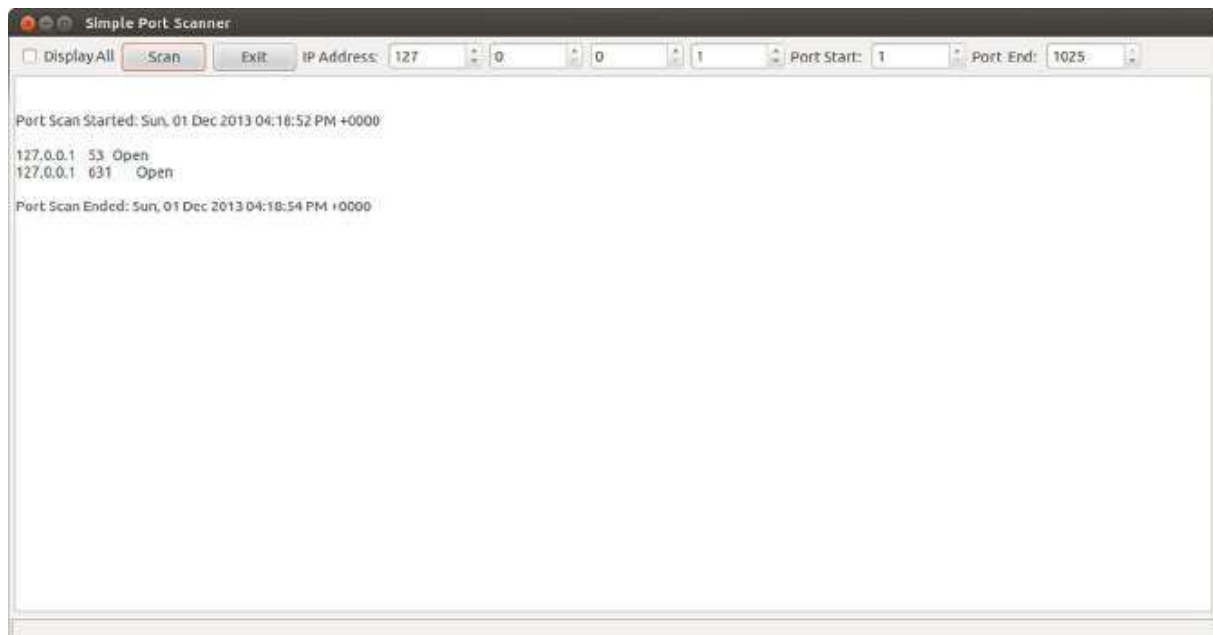 Simple Port Scanner
Display All Scan Exit IP Address: 127 0 0 1 Port Start: 1 Port End: 1025
Port Scan Started: Sun, 01 Dec 2013 04:18:52 PM +0000
127.0.0.1 53 Open
127.0.0.1 631 Open
Port Scan Ended: Sun, 01 Dec 2013 04:18:54 PM +0000